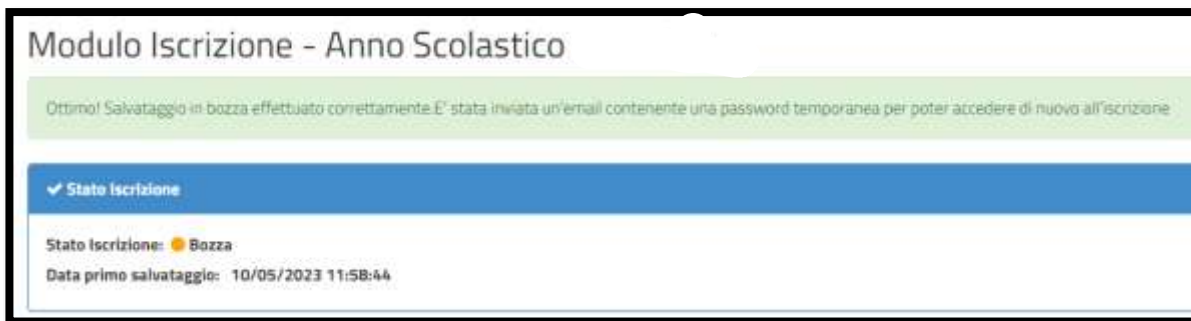 Modulo Iscrizione - Anno Scolastico
Ottimo! Salvataggio in bozza effettuato correttamente.E' stata inviata un'email contenente una password temporanea per poter accedere di nuovo all'iscrizione
Stato Iscrizione
Stato Iscrizione: Bozza
Data primo salvataggio: 10/05/2023 11:58:44